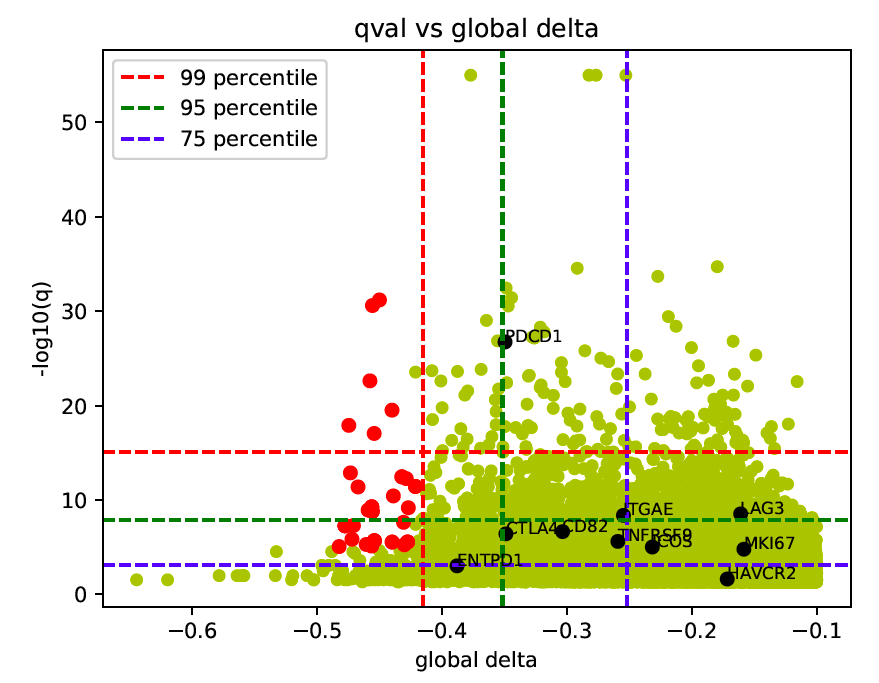 qval vs global delta
99 percentile
95 percentile
75 percentile
-log10(q)
50
40
30
20
10
0
PDCD1
ITGAE
LAG3
CTLA4
CD82
TNFRSF9
ICOS
MKI67
ENTPD1
HAVCR2
−0.6
−0.5
−0.4
−0.3
−0.2
−0.1
global delta